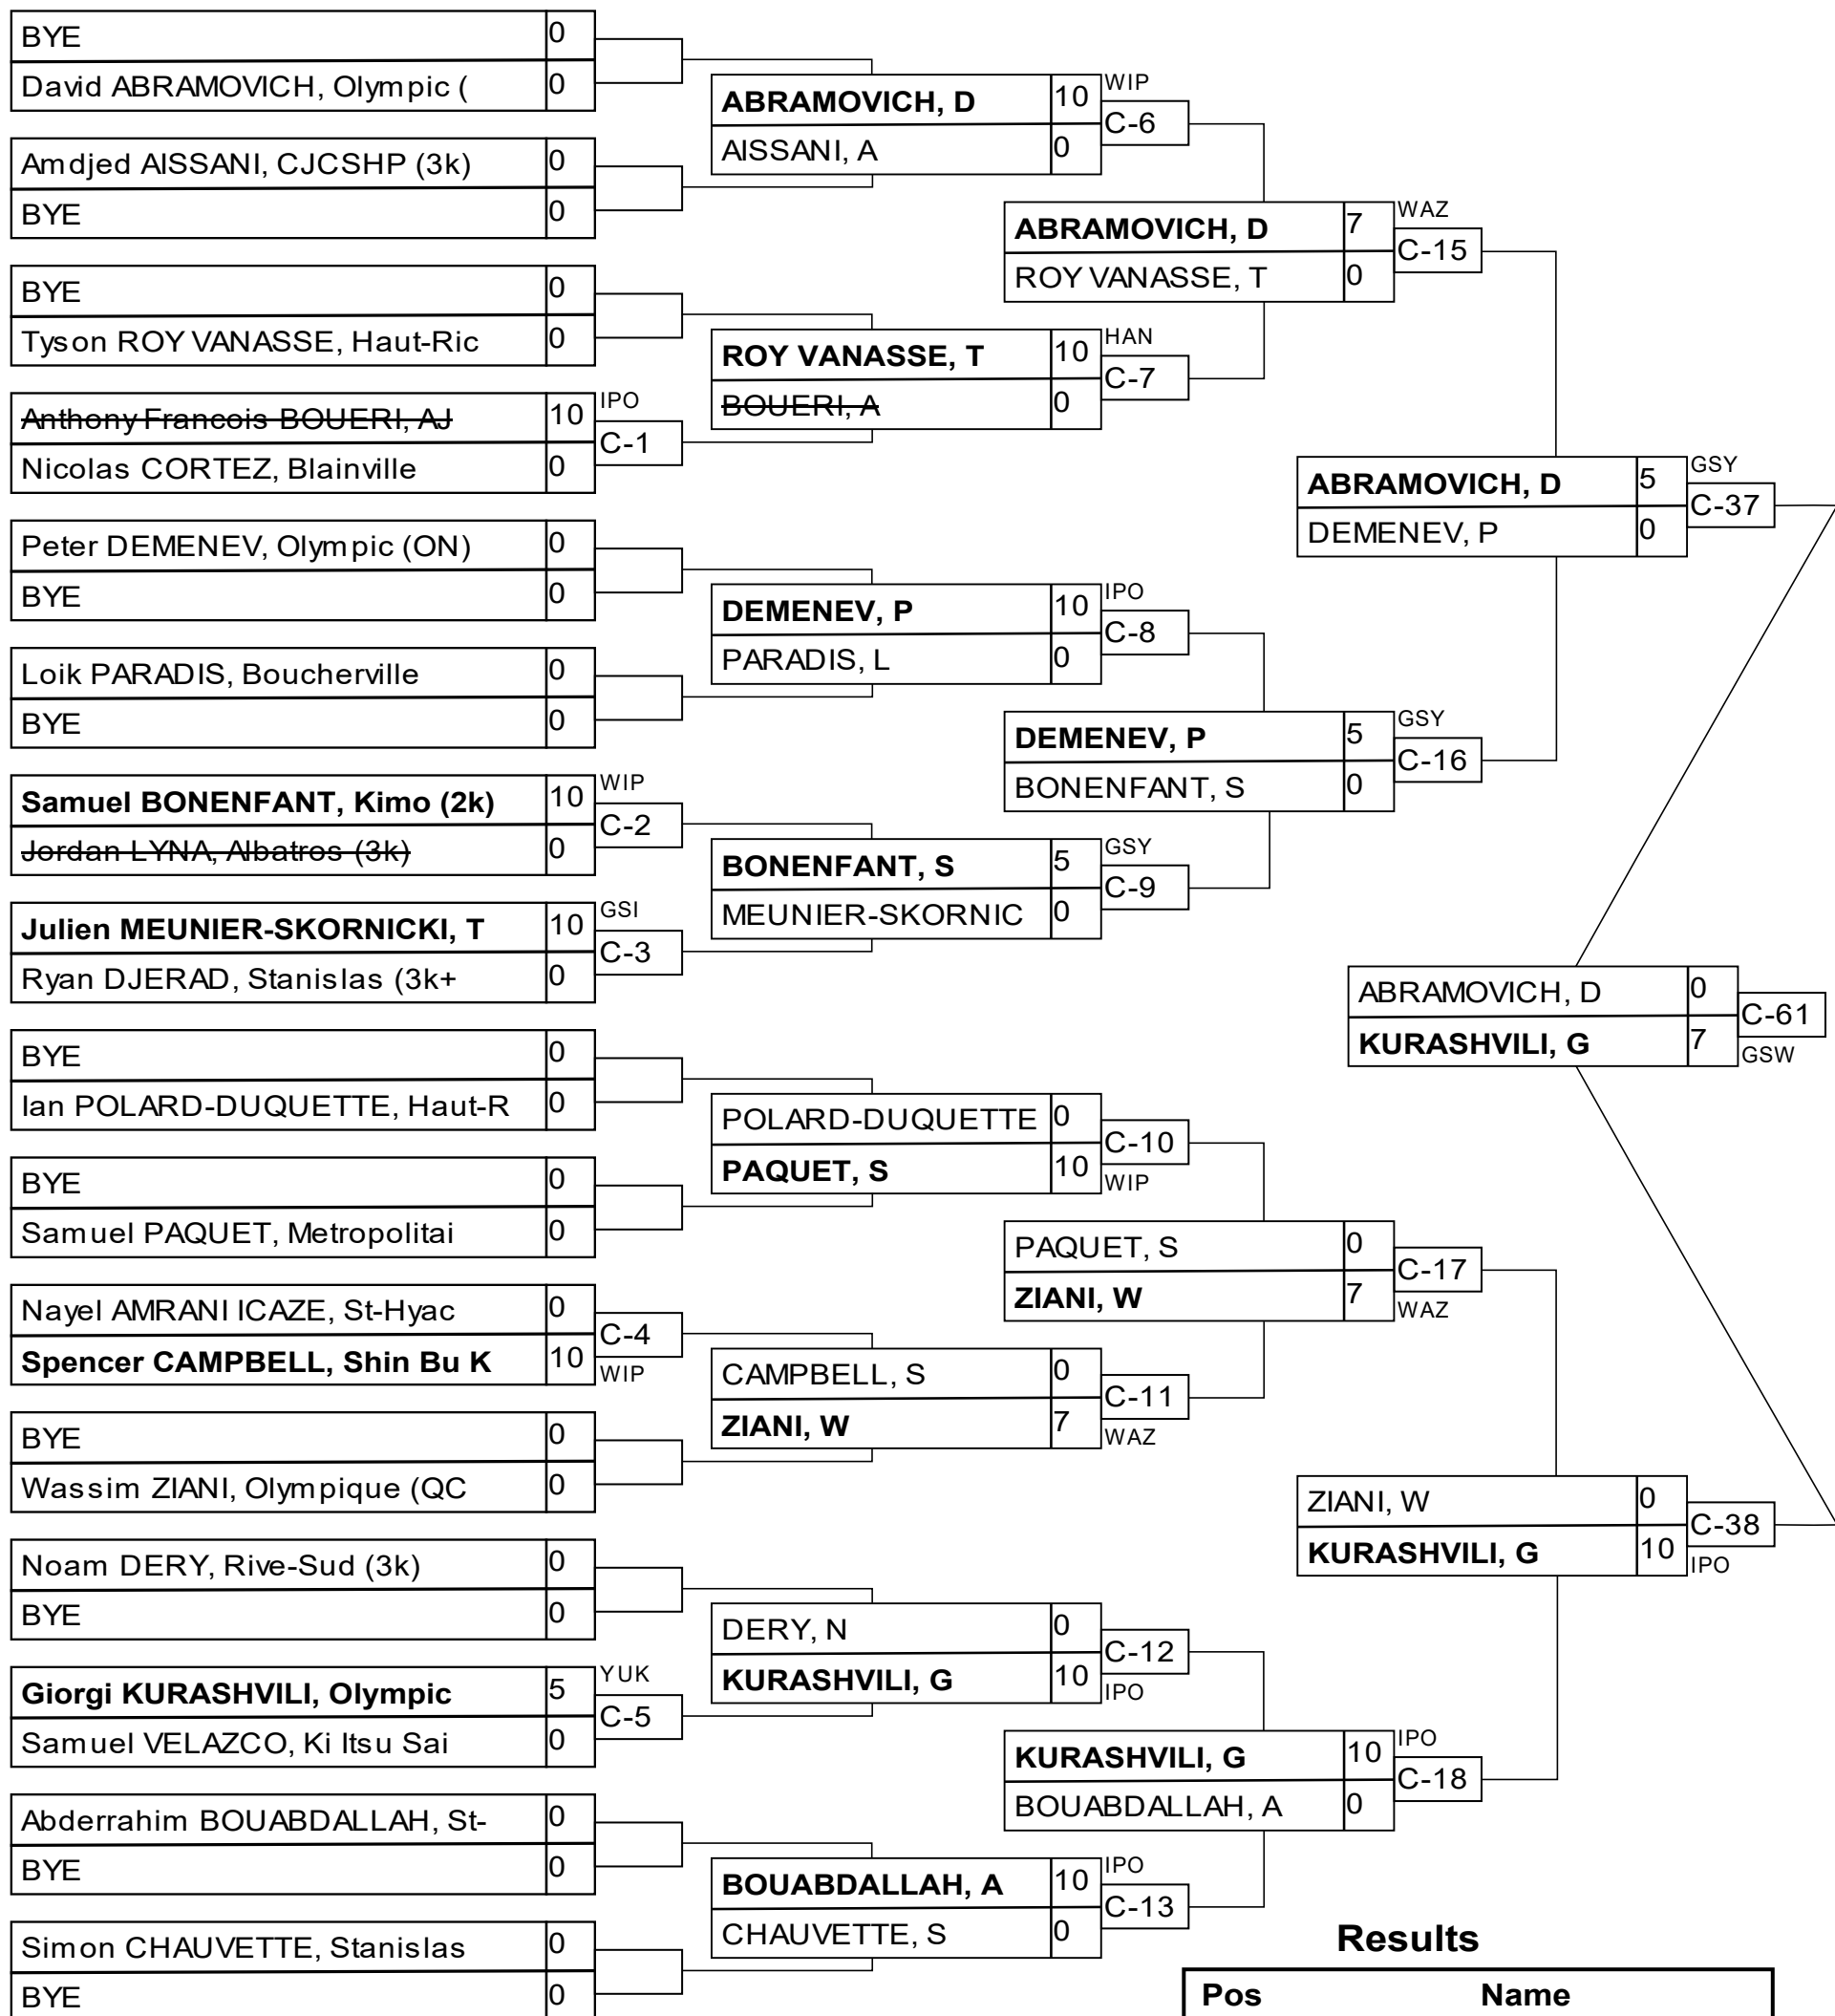 BYE 0
David ABRAMOVICH, Olympic ( 0
Amdjed AISSANI, CJCSHP (3k) 0
BYE 0
BYE 0
Tyson ROY VANASSE, Haut-Ric 0
Anthony Francois BOUERI, AJ 10 IPO
C-1
Nicolas CORTEZ, Blainville 0
Peter DEMENEV, Olympic (ON) 0
BYE 0
Loik PARADIS, Boucherville 0
BYE 0
Samuel BONENFANT, Kimo (2k) 10 WIP
C-2
Jordan LYNA, Albatros (3k) 0
Julien MEUNIER-SKORNICKI, T 10 GSI
C-3
Ryan DJERAD, Stanislas (3k+ 0
BYE 0
Ian POLARD-DUQUETTE, Haut-R 0
BYE 0
Samuel PAQUET, Metropolitai 0
Nayel AMRANI ICAZE, St-Hyac 0
C-4
Spencer CAMPBELL, Shin Bu K 10 WIP
BYE 0
Wassim ZIANI, Olympique (QC 0
Noam DERY, Rive-Sud (3k) 0
BYE 0
Giorgi KURASHVILI, Olympic 5 YUK
C-5
Samuel VELAZCO, Ki Itsu Sai 0
Abderrahim BOUABDALLAH, St- 0
BYE 0
Simon CHAUVETTE, Stanislas 0
BYE 0
ABRAMOVICH, D 10 WIP
C-6
AISSANI, A 0
ROY VANASSE, T 10 HAN
C-7
BOUERI, A 0
DEMENEV, P 10 IPO
C-8
PARADIS, L 0
BONENFANT, S 5 GSY
C-9
MEUNIER-SKORNIC 0
POLARD-DUQUETTE 0
C-10
PAQUET, S 10 WIP
CAMPBELL, S 0
C-11
ZIANI, W 7 WAZ
DERY, N 0
C-12
KURASHVILI, G 10 IPO
BOUABDALLAH, A 10 IPO
C-13
CHAUVETTE, S 0
ABRAMOVICH, D 7 WAZ
C-15
ROY VANASSE, T 0
DEMENEV, P 5 GSY
C-16
BONENFANT, S 0
PAQUET, S 0
C-17
ZIANI, W 7 WAZ
KURASHVILI, G 10 IPO
C-18
BOUABDALLAH, A 0
ABRAMOVICH, D 5 GSY
C-37
DEMENEV, P 0
ZIANI, W 0
C-38
KURASHVILI, G 10 IPO
ABRAMOVICH, D 0
C-61
KURASHVILI, G 7 GSW
Results
Pos Name